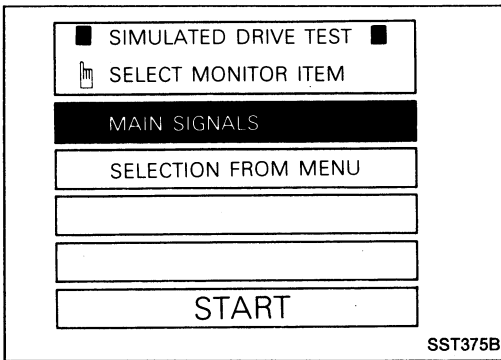 SIMULATED DRIVE TEST
SELECT MONITOR ITEM
MAIN SIGNALS
SELECTION FROM MENU
START
SST375B